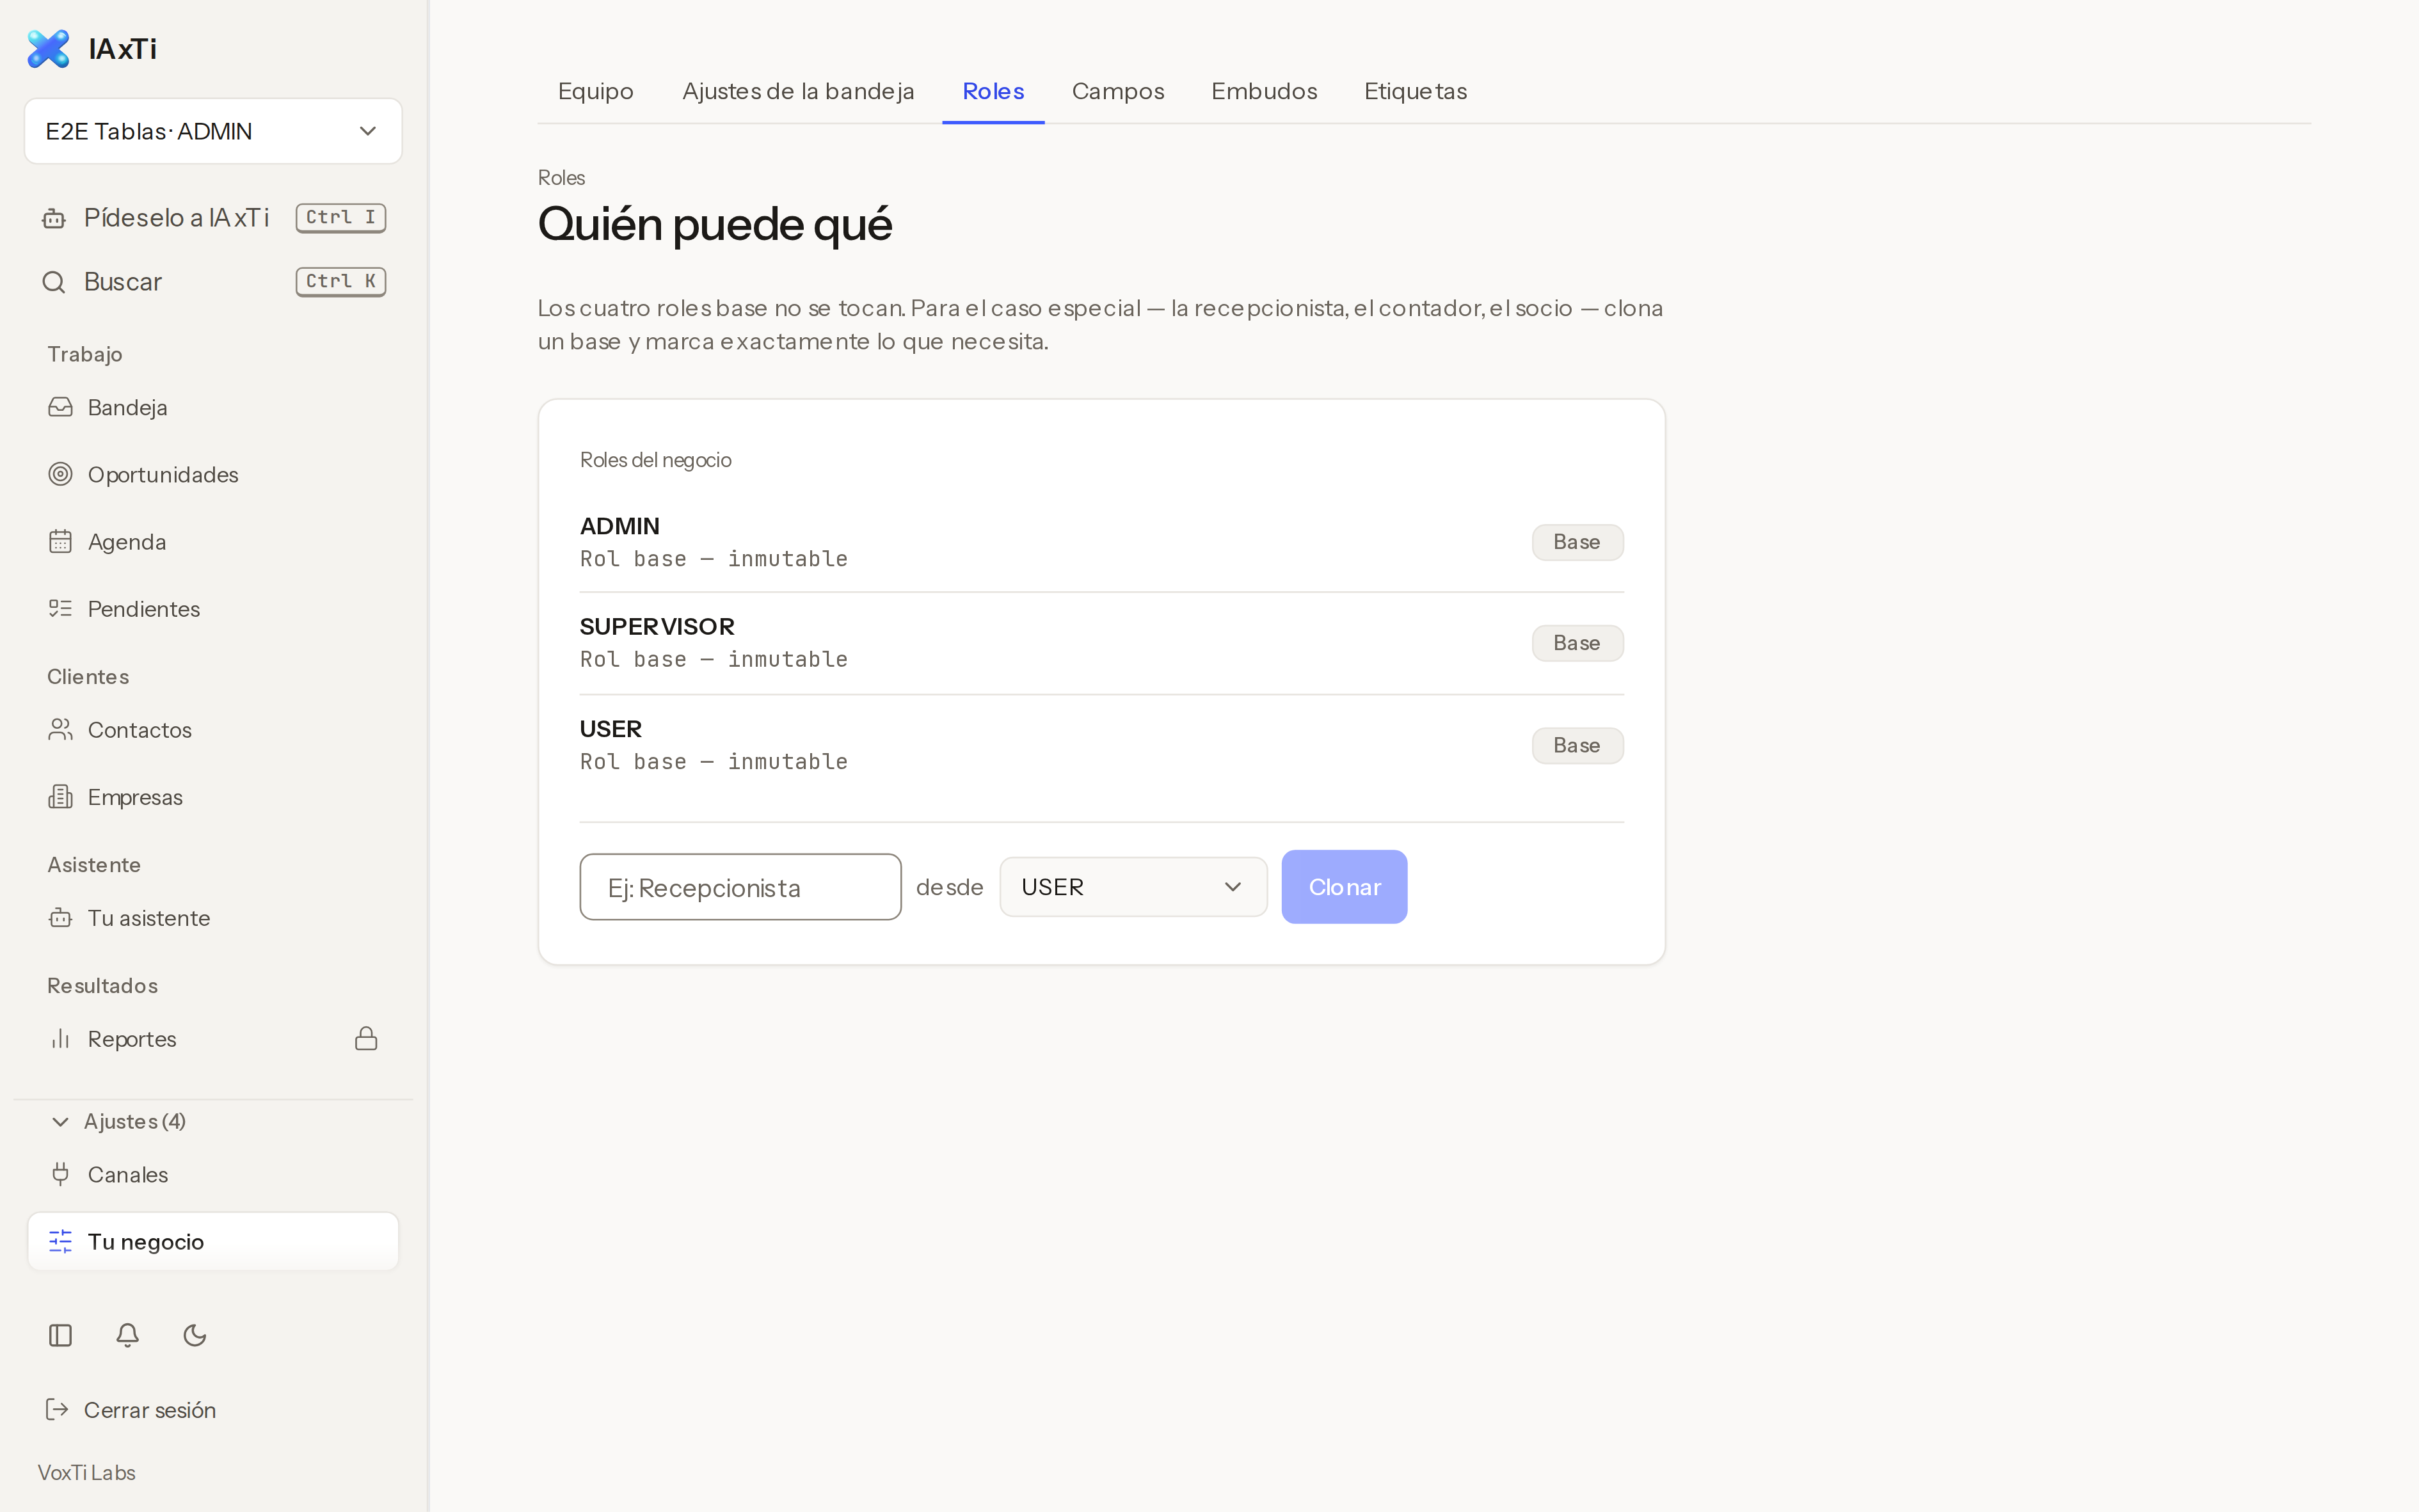 IAxTi
E2E Tablas · ADMIN
Pídeselo a IAxTi
Ctrl I
Buscar
Ctrl K
Trabajo
Bandeja
Oportunidades
Agenda
Pendientes
Clientes
Contactos
Empresas
Asistente
Tu asistente
Resultados
Reportes
Ajustes (4)
Canales
Tu negocio
Cerrar sesión
VoxTi Labs
Equipo
Ajustes de la bandeja
Roles
Campos
Embudos
Etiquetas
Roles
Quién puede qué
Los cuatro roles base no se tocan. Para el caso especial — la recepcionista, el contador, el socio — clona
un base y marca exactamente lo que necesita.
Roles del negocio
ADMIN
Rol base — inmutable
Base
SUPERVISOR
Rol base — inmutable
Base
USER
Rol base — inmutable
Base
Ej: Recepcionista
desde
USER
Clonar